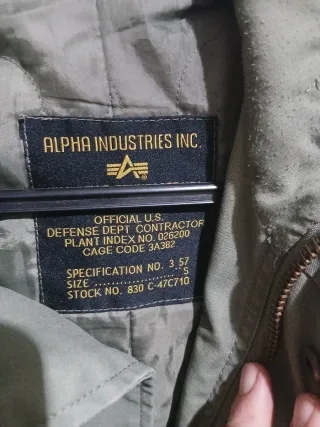 ALPHA INDUSTRIES INC.
OFFICIAL U.S.
DEFENSE DEPT CONTRACTOR
PLANT INDEX NO. 026200
CAGE CODE 3A382
SPECIFICATION NO. 3.57
SIZE .................... S
STOCK NO. 830 C-47C710